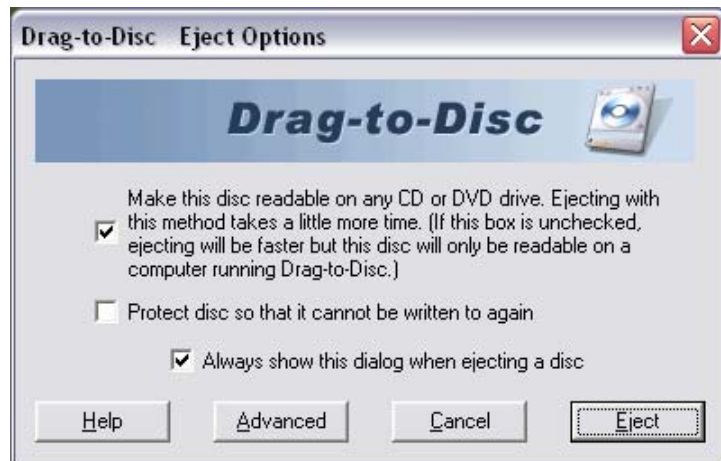 Drag-to-Disc Eject Options
Drag-to-Disc
Make this disc readable on any CD or DVD drive. Ejecting with
this method takes a little more time. (If this box is unchecked,
ejecting will be faster but this disc will only be readable on a
computer running Drag-to-Disc.)
Protect disc so that it cannot be written to again
Always show this dialog when ejecting a disc
Help Advanced Cancel Eject